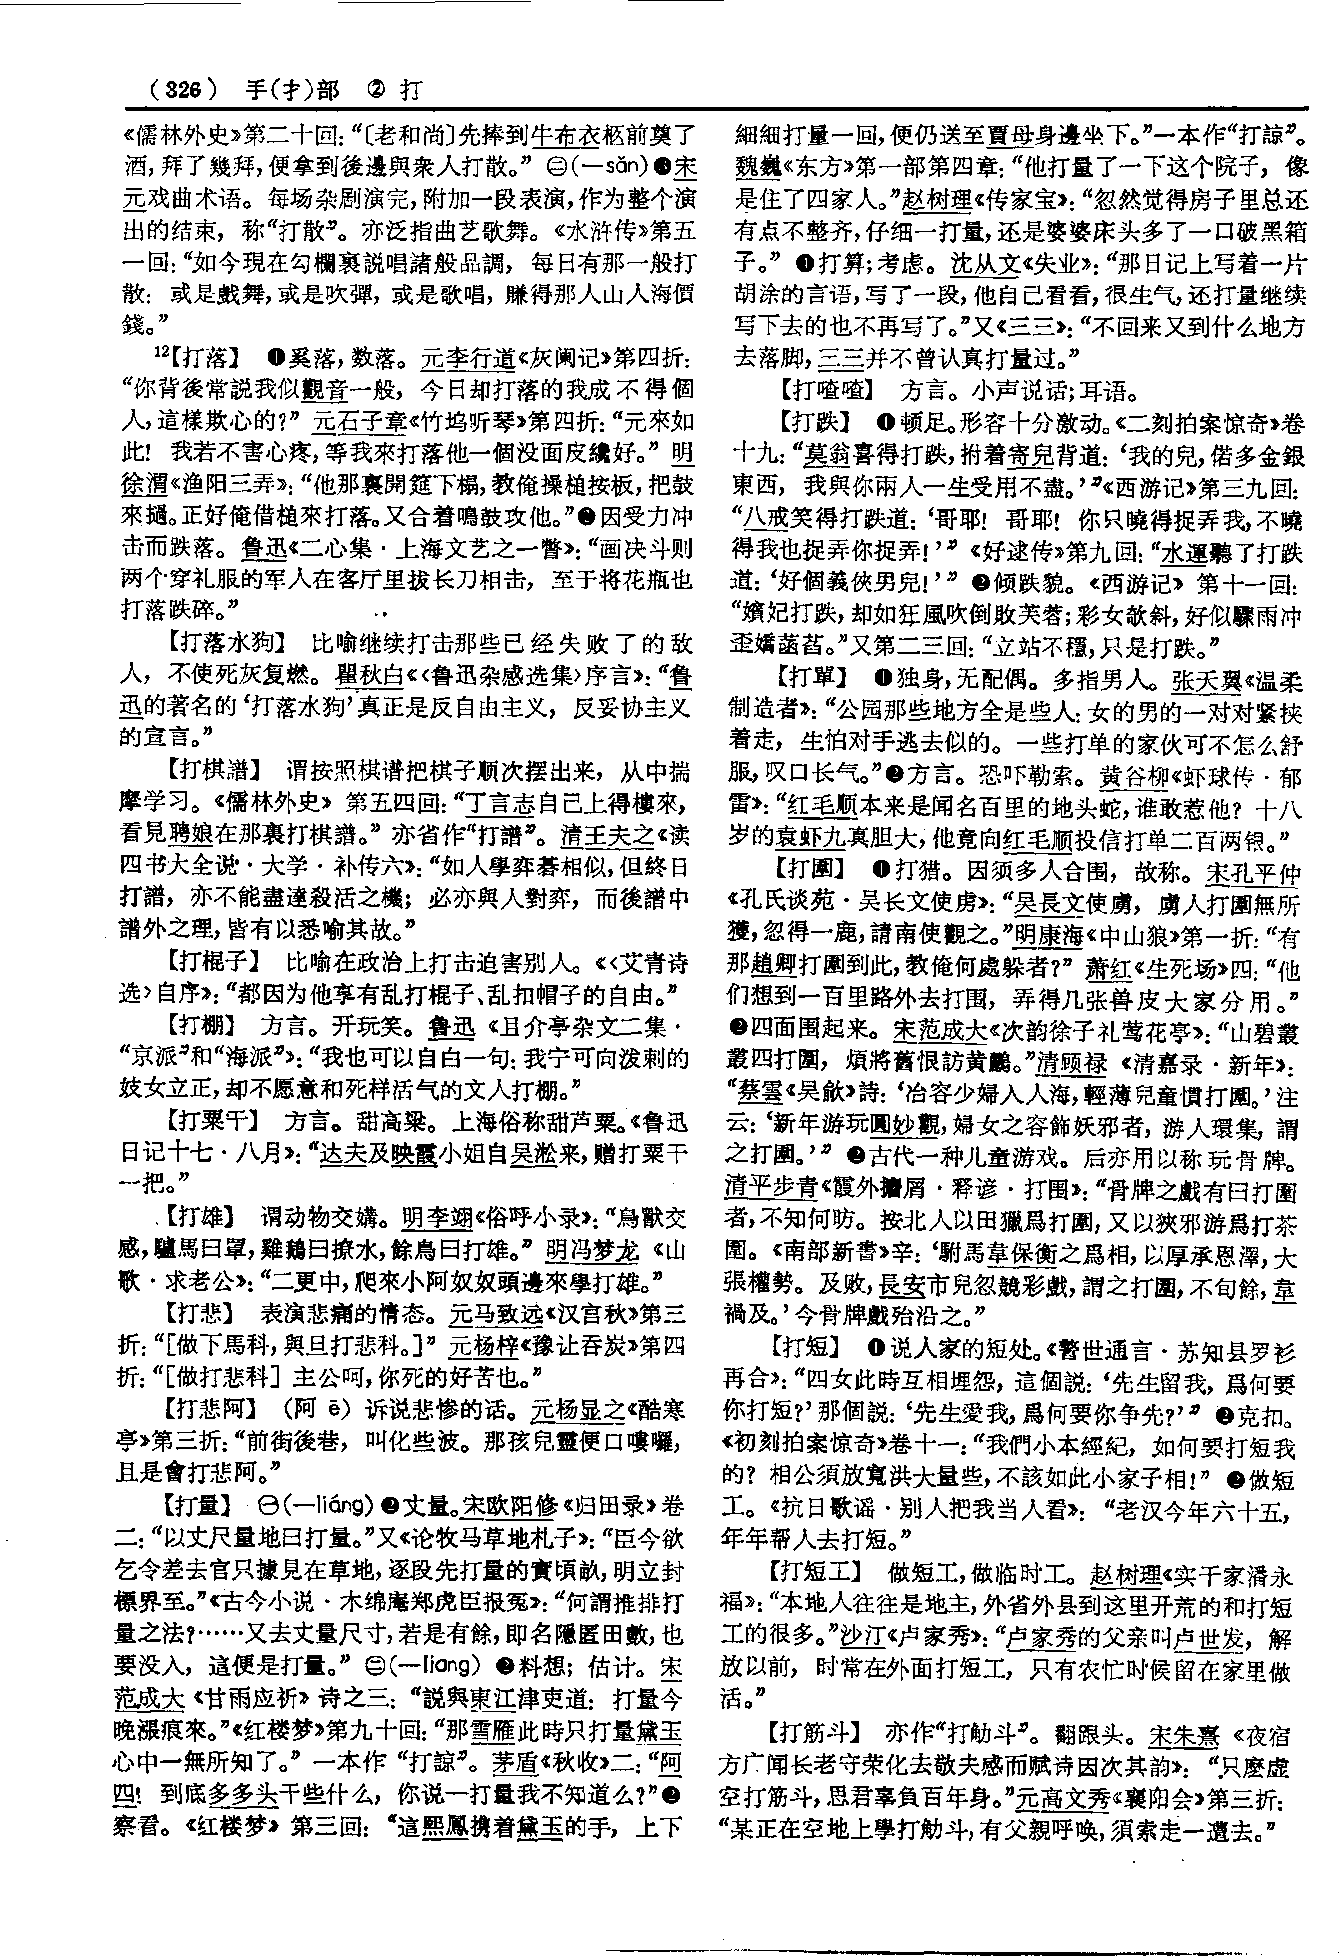 （326） 手(扌)部 ② 打
《儒林外史》第二十回：“〔老和尚〕先捧到牛布衣柩前奠了
酒，拜了幾拜，便拿到後邊與衆人打散。” ㊁(—sǎn)❸宋
元戏曲术语。每场杂剧演完，附加一段表演，作为整个演
出的结束，称“打散”。亦泛指曲艺歌舞。《水浒传》第五
一回：“如今現在勾欄裏説唱諸般品調，每日有那一般打
散：或是戲舞，或是吹彈，或是歌唱，賺得那人山人海價
錢。”
12【打落】 ❶奚落，数落。元李行道《灰阑记》第四折：
“你背後常説我似觀音一般，今日却打落的我成不得個
人，這樣欺心的？” 元石子章《竹坞听琴》第四折：“元來如
此！我若不害心疼，等我來打落他一個没面皮纔好。” 明
徐渭《渔阳三弄》：“他那裏開筵下榻，教俺操槌按板，把鼓
來撾。正好俺借槌來打落。又合着鳴鼓攻他。”❷因受力冲
击而跌落。鲁迅《二心集·上海文艺之一瞥》：“画决斗则
两个穿礼服的军人在客厅里拔长刀相击，至于将花瓶也
打落跌碎。”
【打落水狗】 比喻继续打击那些已经失败了的敌
人，不使死灰复燃。瞿秋白《〈鲁迅杂感选集〉序言》：“鲁
迅的著名的‘打落水狗’真正是反自由主义，反妥协主义
的宣言。”
【打棋譜】 谓按照棋谱把棋子顺次摆出来，从中揣
摩学习。《儒林外史》第五四回：“丁言志自己上得樓來，
看見聘娘在那裏打棋譜。”亦省作“打譜”。清王夫之《读
四书大全说·大学·补传六》：“如人學弈碁相似，但終日
打譜，亦不能盡達殺活之機；必亦與人對弈，而後譜中
譜外之理，皆有以悉喻其故。”
【打棍子】 比喻在政治上打击迫害别人。《〈艾青诗
选〉自序》：“都因为他享有乱打棍子、乱扣帽子的自由。”
【打棚】 方言。开玩笑。鲁迅《且介亭杂文二集·
“京派”和“海派”》：“我也可以自白一句：我宁可向泼剌的
妓女立正，却不愿意和死样活气的文人打棚。”
【打粟干】 方言。甜高粱。上海俗称甜芦粟。《鲁迅
日记十七·八月》：“达夫及映霞小姐自吴淞来，赠打粟干
一把。”
【打雄】 谓动物交媾。明李翊《俗呼小录》：“鳥獸交
感，驢馬曰罩，雞鵝曰撩水，餘鳥曰打雄。” 明冯梦龙《山
歌·求老公》：“二更中，爬來小阿奴奴頭邊來學打雄。”
【打悲】 表演悲痛的情态。元马致远《汉宫秋》第三
折：“[做下馬科，與旦打悲科。]” 元杨梓《豫让吞炭》第四
折：“[做打悲科] 主公呵，你死的好苦也。”
【打悲阿】 （阿 ē）诉说悲惨的话。元杨显之《酷寒
亭》第三折：“前街後巷，叫化些波。那孩兒靈便口嘍囉，
且是會打悲阿。”
【打量】 ㊀(—liáng)❷丈量。宋欧阳修《归田录》卷
二：“以丈尺量地曰打量。”又《论牧马草地札子》：“臣今欲
乞令差去官只據見在草地，逐段先打量的實頃畝，明立封
標界至。”《古今小说·木绵庵郑虎臣报冤》：“何謂推排打
量之法？……又去丈量尺寸，若是有餘，即名隱匿田數，也
要没入，這便是打量。” ㊁(—liang) ❷料想；估计。宋
范成大《甘雨应祈》诗之三：“説與東江津吏道：打量今
晚漲痕來。”《红楼梦》第九十回：“那雪雁此時只打量黛玉
心中一無所知了。” 一本作“打諒”。茅盾《秋收》二：“阿
四！到底多多头干些什么，你说一打量我不知道么？”❷
察看。《红楼梦》第三回：“這熙鳳携着黛玉的手，上下
細細打量一回，便仍送至賈母身邊坐下。”一本作“打諒”。
魏巍《东方》第一部第四章：“他打量了一下这个院子，像
是住了四家人。”赵树理《传家宝》：“忽然觉得房子里总还
有点不整齐，仔细一打量，还是婆婆床头多了一口破黑箱
子。” ❹打算；考虑。沈从文《失业》：“那日记上写着一片
胡涂的言语，写了一段，他自己看看，很生气，还打量继续
写下去的也不再写了。”又《三三》：“不回来又到什么地方
去落脚，三三并不曾认真打量过。”
【打喳喳】 方言。小声说话；耳语。
【打跌】 ❶顿足。形容十分激动。《二刻拍案惊奇》卷
十九：“莫翁喜得打跌，拊着寄兒背道：‘我的兒，偌多金銀
東西，我與你兩人一生受用不盡。’”《西游记》第三九回：
“八戒笑得打跌道：‘哥耶！哥耶！你只曉得捉弄我，不曉
得我也捉弄你捉弄！’” 《好逑传》第九回：“水運聽了打跌
道：‘好個義俠男兒！’” ❷倾跌貌。《西游记》第十一回：
“嬪妃打跌，却如狂風吹倒敗芙蓉；彩女欹斜，好似驟雨冲
歪嬌菡萏。”又第二三回：“立站不穩，只是打跌。”
【打單】 ❶独身，无配偶。多指男人。张天翼《温柔
制造者》：“公园那些地方全是些人：女的男的一对对紧挟
着走，生怕对手逃去似的。一些打单的家伙可不怎么舒
服，叹口长气。”❷方言。恐吓勒索。黄谷柳《虾球传·郁
雷》：“红毛顺本来是闻名百里的地头蛇，谁敢惹他？十八
岁的袁虾九真胆大，他竟向红毛顺投信打单二百两银。”
【打圍】 ❶打猎。因须多人合围，故称。宋孔平仲
《孔氏谈苑·吴长文使虏》：“吴長文使虜，虜人打圍無所
獲，忽得一鹿，請南使觀之。”明康海《中山狼》第一折：“有
那趙卿打圍到此，教俺何處躲者？” 萧红《生死场》四：“他
们想到一百里路外去打围，弄得几张兽皮大家分用。”
❷四面围起来。宋范成大《次韵徐子礼莺花亭》：“山碧叢
叢四打圍，煩將舊恨訪黄鸝。”清顾禄《清嘉录·新年》：
“蔡雲《吴歈》詩：‘冶容少婦人人海，輕薄兒童慣打圍。’注
云：‘新年游玩圓妙觀，婦女之容飾妖邪者，游人環集，謂
之打圍。’” ❷古代一种儿童游戏。后亦用以称玩骨牌。
清平步青《霞外攟屑·释谚·打围》：“骨牌之戲有曰打圍
者，不知何昉。按北人以田獵爲打圍，又以狹邪游爲打茶
圍。《南部新書》辛：‘駙馬韋保衡之爲相，以厚承恩澤，大
張權勢。及敗，長安市兒忽競彩戲，謂之打圍，不旬餘，韋
禍及。’今骨牌戲殆沿之。”
【打短】 ❶说人家的短处。《警世通言·苏知县罗衫
再合》：“四女此時互相埋怨，這個説：‘先生留我，爲何要
你打短？’那個説：‘先生愛我，爲何要你争先？’” ❷克扣。
《初刻拍案惊奇》卷十一：“我們小本經紀，如何要打短我
的？相公須放寬洪大量些，不該如此小家子相！” ❷做短
工。《抗日歌谣·别人把我当人看》：“老汉今年六十五，
年年帮人去打短。”
【打短工】 做短工，做临时工。赵树理《实干家潘永
福》：“本地人往往是地主，外省外县到这里开荒的和打短
工的很多。”沙汀《卢家秀》：“卢家秀的父亲叫卢世发，解
放以前，时常在外面打短工，只有农忙时候留在家里做
活。”
【打筋斗】 亦作“打觔斗”。翻跟头。宋朱熹《夜宿
方广闻长老守荣化去敬夫感而赋诗因次其韵》：“只麼虚
空打筋斗，思君辜負百年身。”元高文秀《襄阳会》第三折：
“某正在空地上學打觔斗，有父親呼唤，須索走一遭去。”